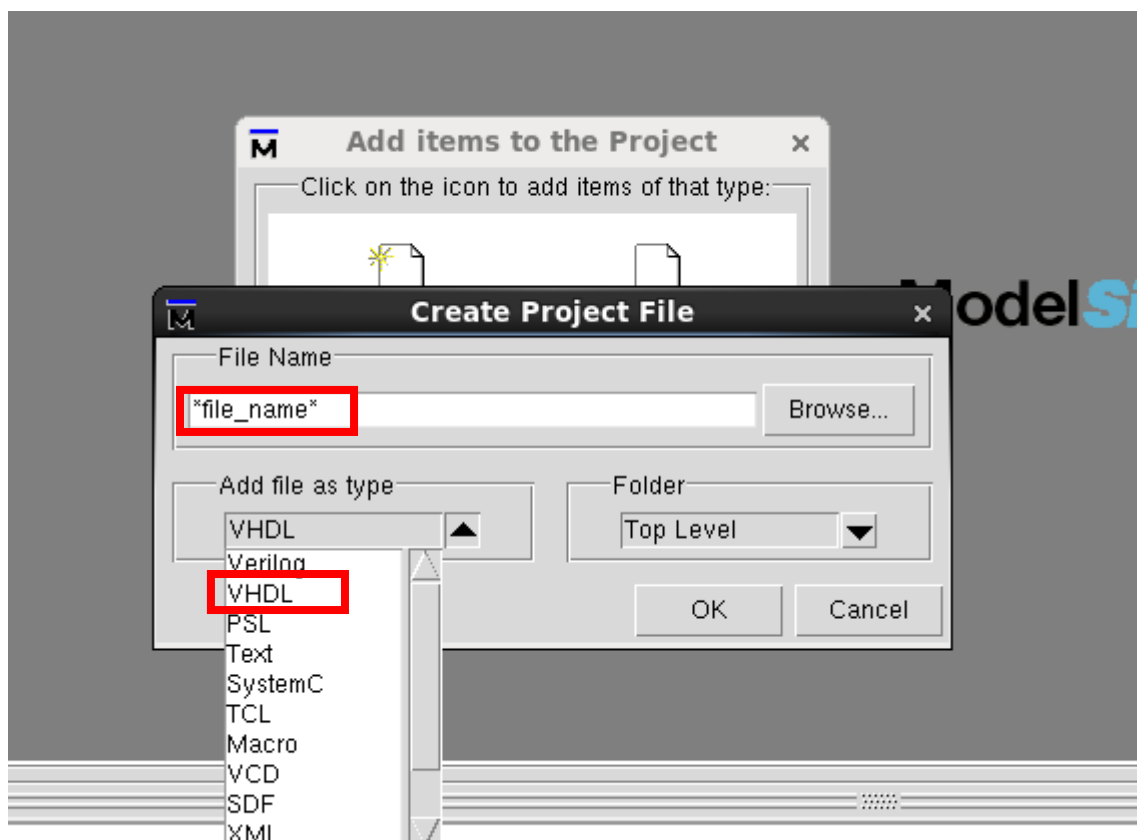 Add items to the Project
Click on the icon to add items of that type:
ModelSi
Create Project File
File Name
*file_name*
Browse...
Add file as type
Folder
VHDL
Top Level
Verilog
VHDL
PSL
Text
SystemC
TCL
Macro
VCD
SDF
XML
OK
Cancel